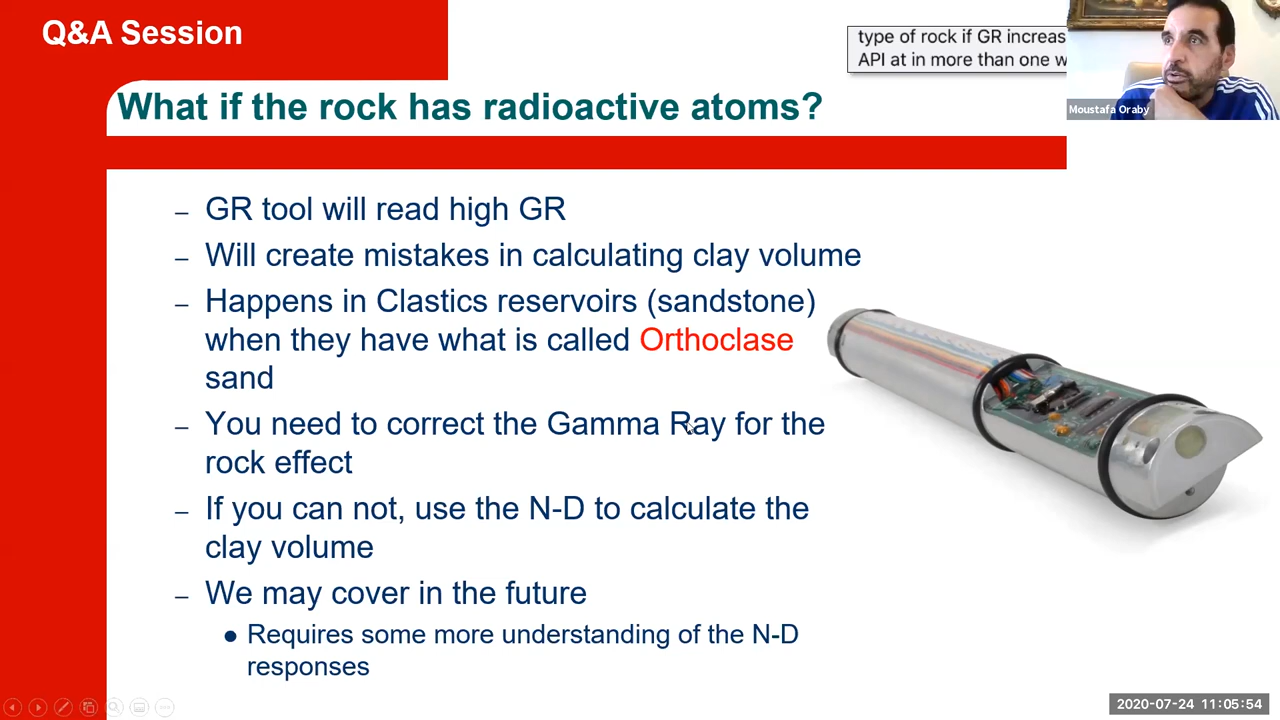 Q&A Session
type of rock if GR increas
API at in more than one w
Moustafa Oraby
What if the rock has radioactive atoms?
– GR tool will read high GR
– Will create mistakes in calculating clay volume
– Happens in Clastics reservoirs (sandstone)
when they have what is called Orthoclase
sand
– You need to correct the Gamma Ray for the
rock effect
– If you can not, use the N-D to calculate the
clay volume
– We may cover in the future
● Requires some more understanding of the N-D
responses
2020-07-24 11:05:54